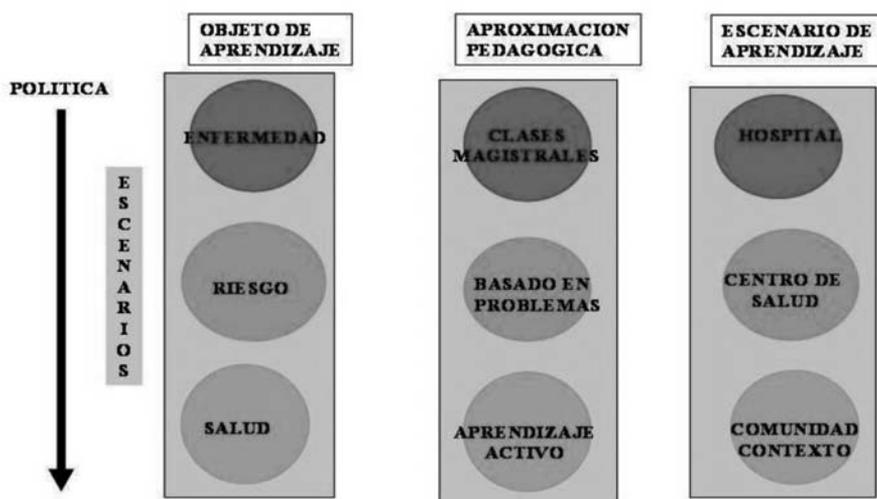 OBJETO DE
APRENDIZAJE
APROXIMACION
PEDAGOGICA
ESCENARIO DE
APRENDIZAJE
POLITICA
ESCENARIOS
ENFERMEDAD
CLASES
MAGISTRALES
HOSPITAL
RIESGO
BASADO EN
PROBLEMAS
CENTRO DE
SALUD
SALUD
APRENDIZAJE
ACTIVO
COMUNIDAD
CONTEXTO